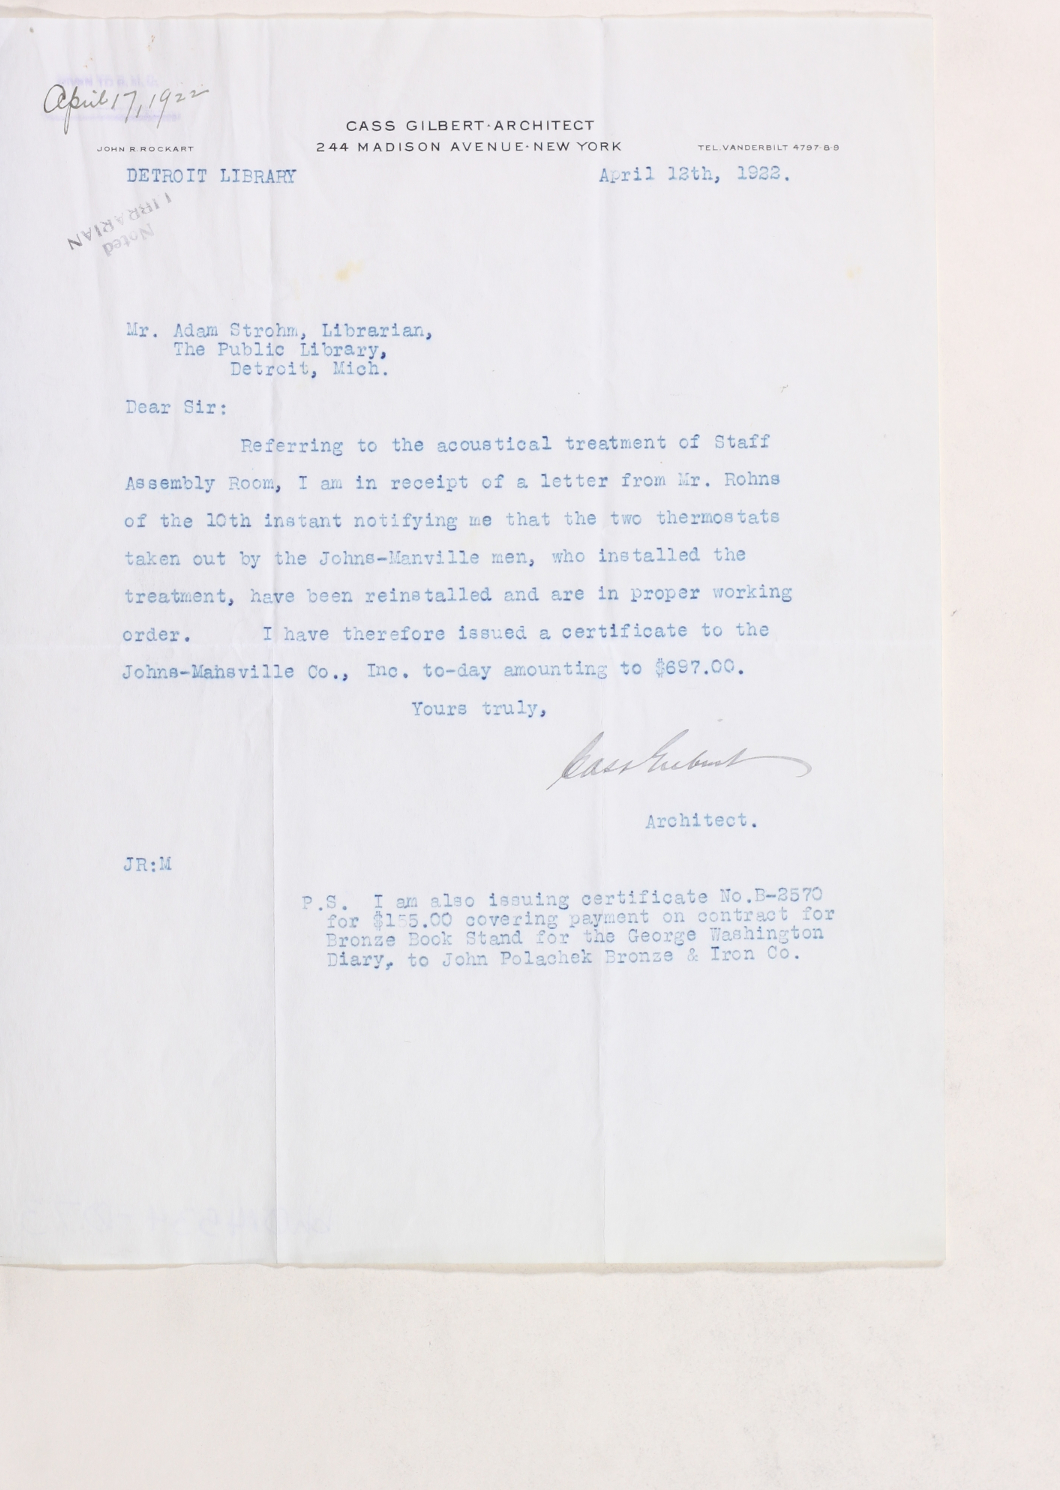 April 17, 1922
CASS GILBERT·ARCHITECT
244 MADISON AVENUE·NEW YORK
JOHN R. ROCKART
TEL. VANDERBILT 4797-8-9
DETROIT LIBRARY
April 12th, 1922.
Noted
LIBRARIAN
Mr. Adam Strohm, Librarian,
The Public Library,
Detroit, Mich.
Dear Sir:
Referring to the acoustical treatment of Staff
Assembly Room, I am in receipt of a letter from Mr. Rohns
of the 10th instant notifying me that the two thermostats
taken out by the Johns-Manville men, who installed the
treatment, have been reinstalled and are in proper working
order. I have therefore issued a certificate to the
Johns-Mansville Co., Inc. to-day amounting to $697.00.
Yours truly,
Cass Gilbert
Architect.
JR:M
P.S. I am also issuing certificate No.B-2570
for covering payment on contract for
Bronze Book Stand for the George Washington
Diary, to John Polachek Bronze & Iron Co.